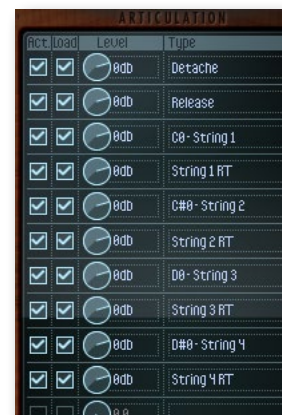 ARTICULATION
Act. Load Level Type
0db Detache
0db Release
0db C0-String 1
0db String 1 RT
0db C#0-String 2
0db String 2 RT
0db D0-String 3
0db String 3 RT
0db D#0-String 4
0db String 4 RT